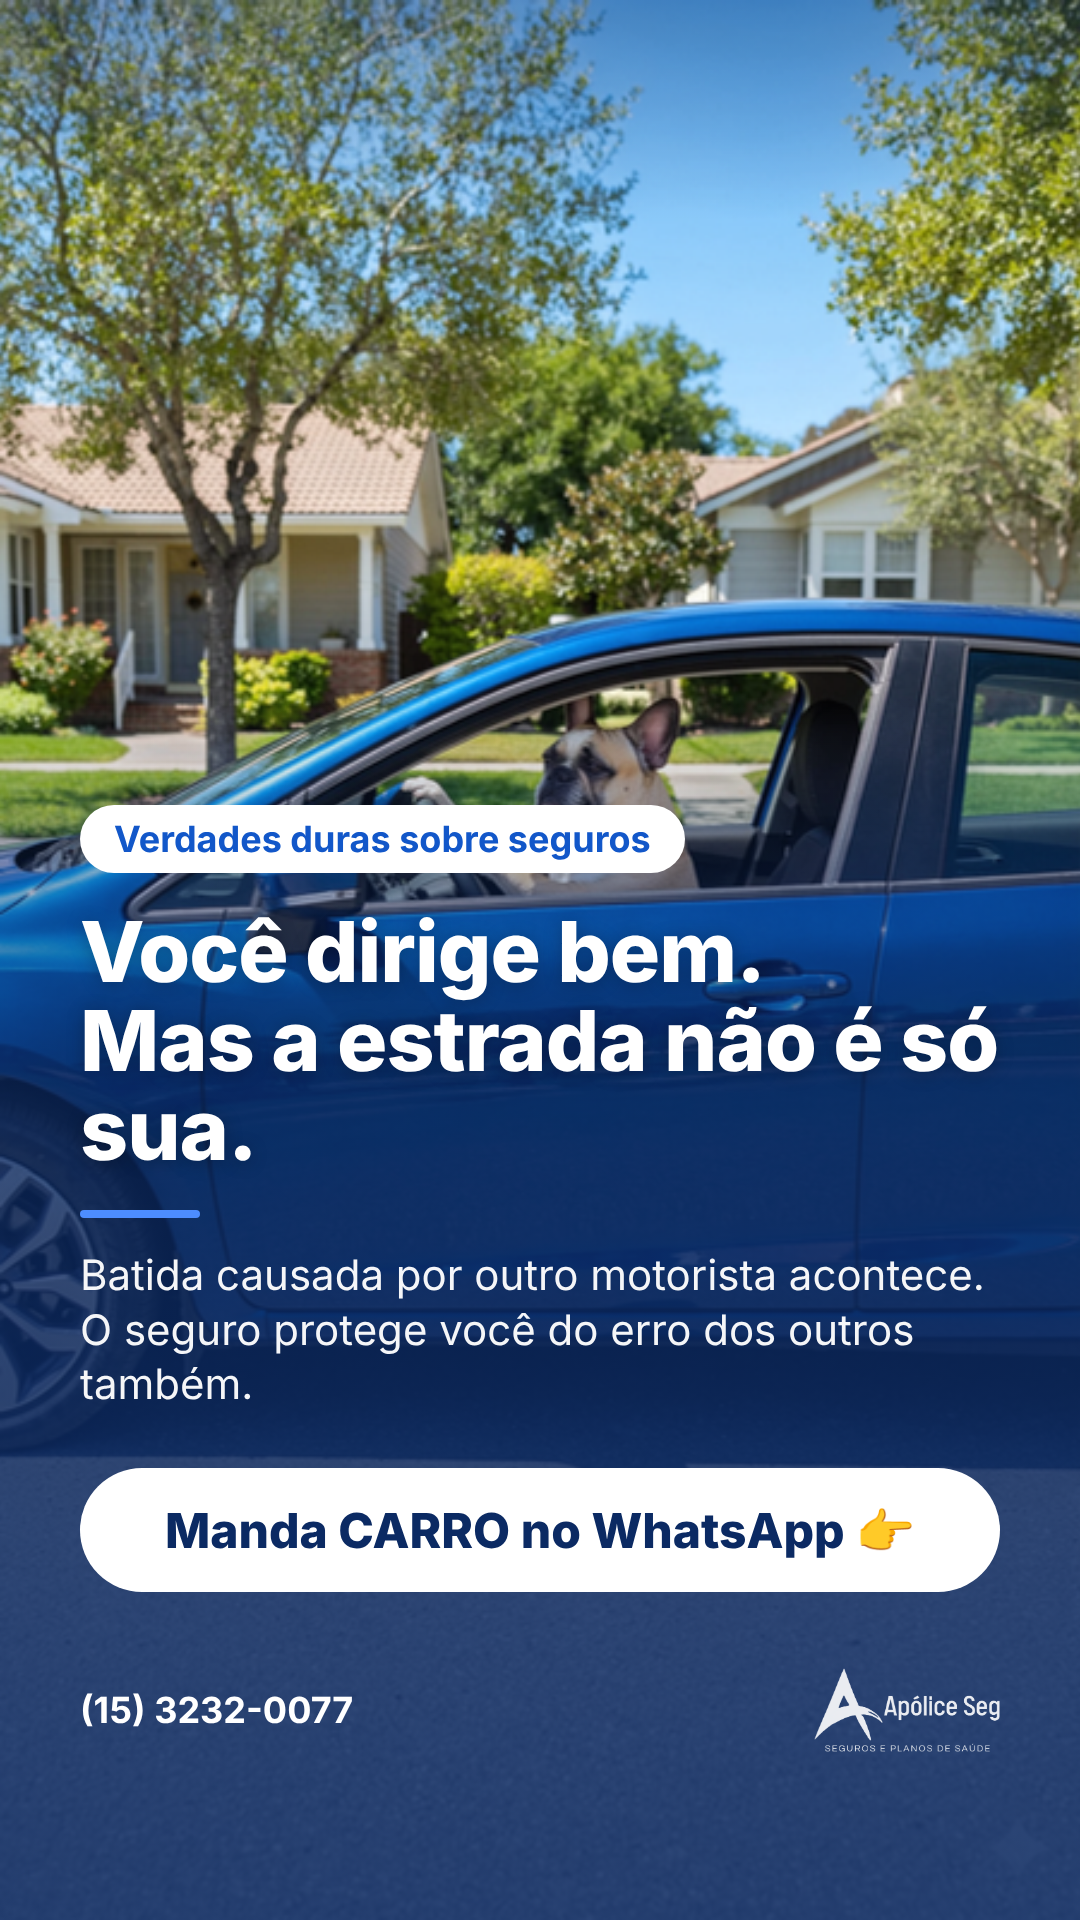 Verdades duras sobre seguros
Você dirige bem.
Mas a estrada não é só
sua.
Batida causada por outro motorista acontece.
O seguro protege você do erro dos outros
também.
Manda CARRO no WhatsApp 👉
(15) 3232-0077
Apólice Seg
SEGUROS E PLANOS DE SAÚDE